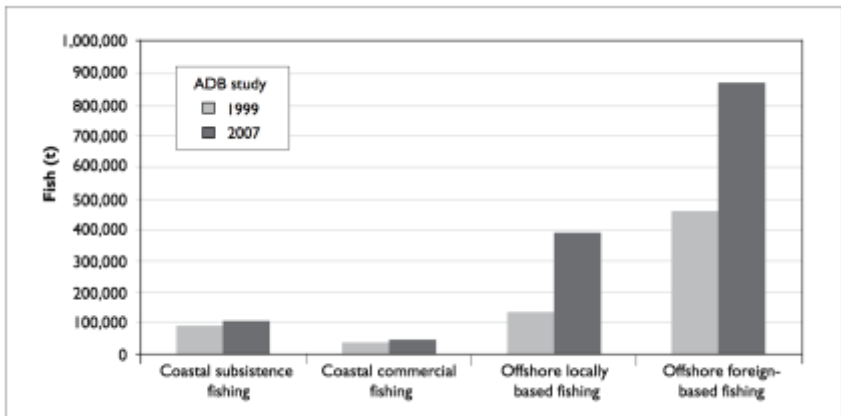 1,000,000
900,000
800,000
700,000
600,000
500,000
400,000
300,000
200,000
100,000
0
Fish (t)
ADB study
1999
2007
Coastal subsistence
fishing
Coastal commercial
fishing
Offshore locally
based fishing
Offshore foreign-
based fishing